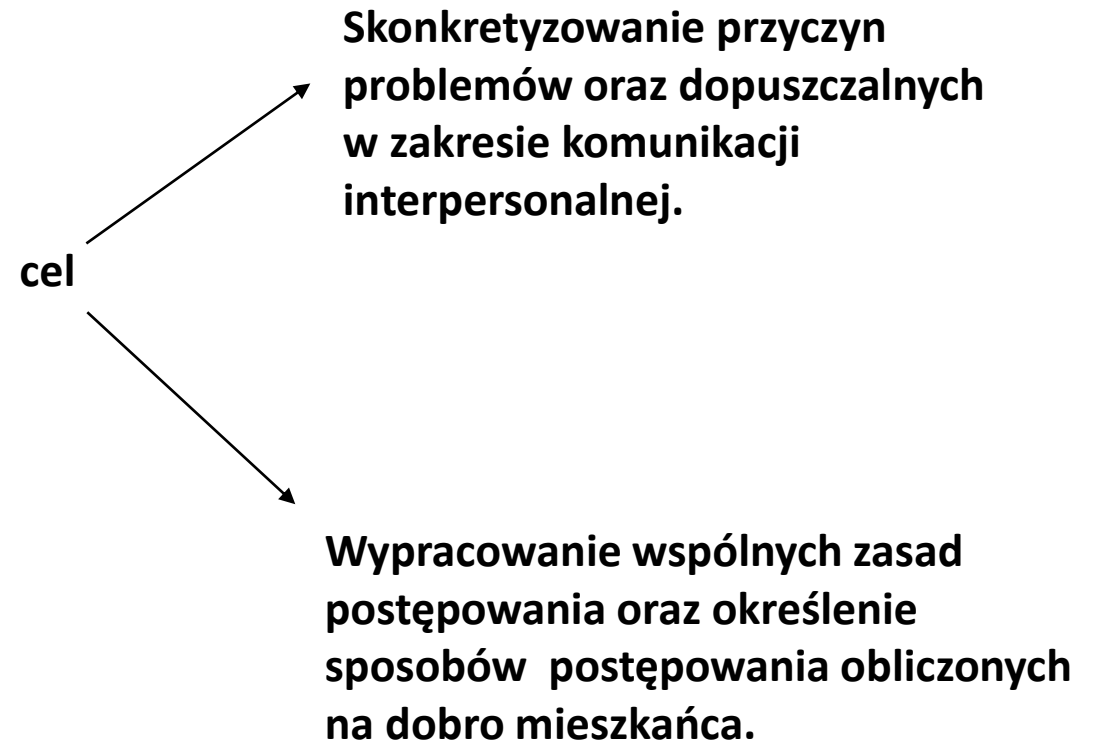 Skonkretyzowanie przyczyn
problemów oraz dopuszczalnych
w zakresie komunikacji
interpersonalnej.
cel
Wypracowanie wspólnych zasad
postępowania oraz określenie
sposobów  postępowania obliczonych
na dobro mieszkańca.